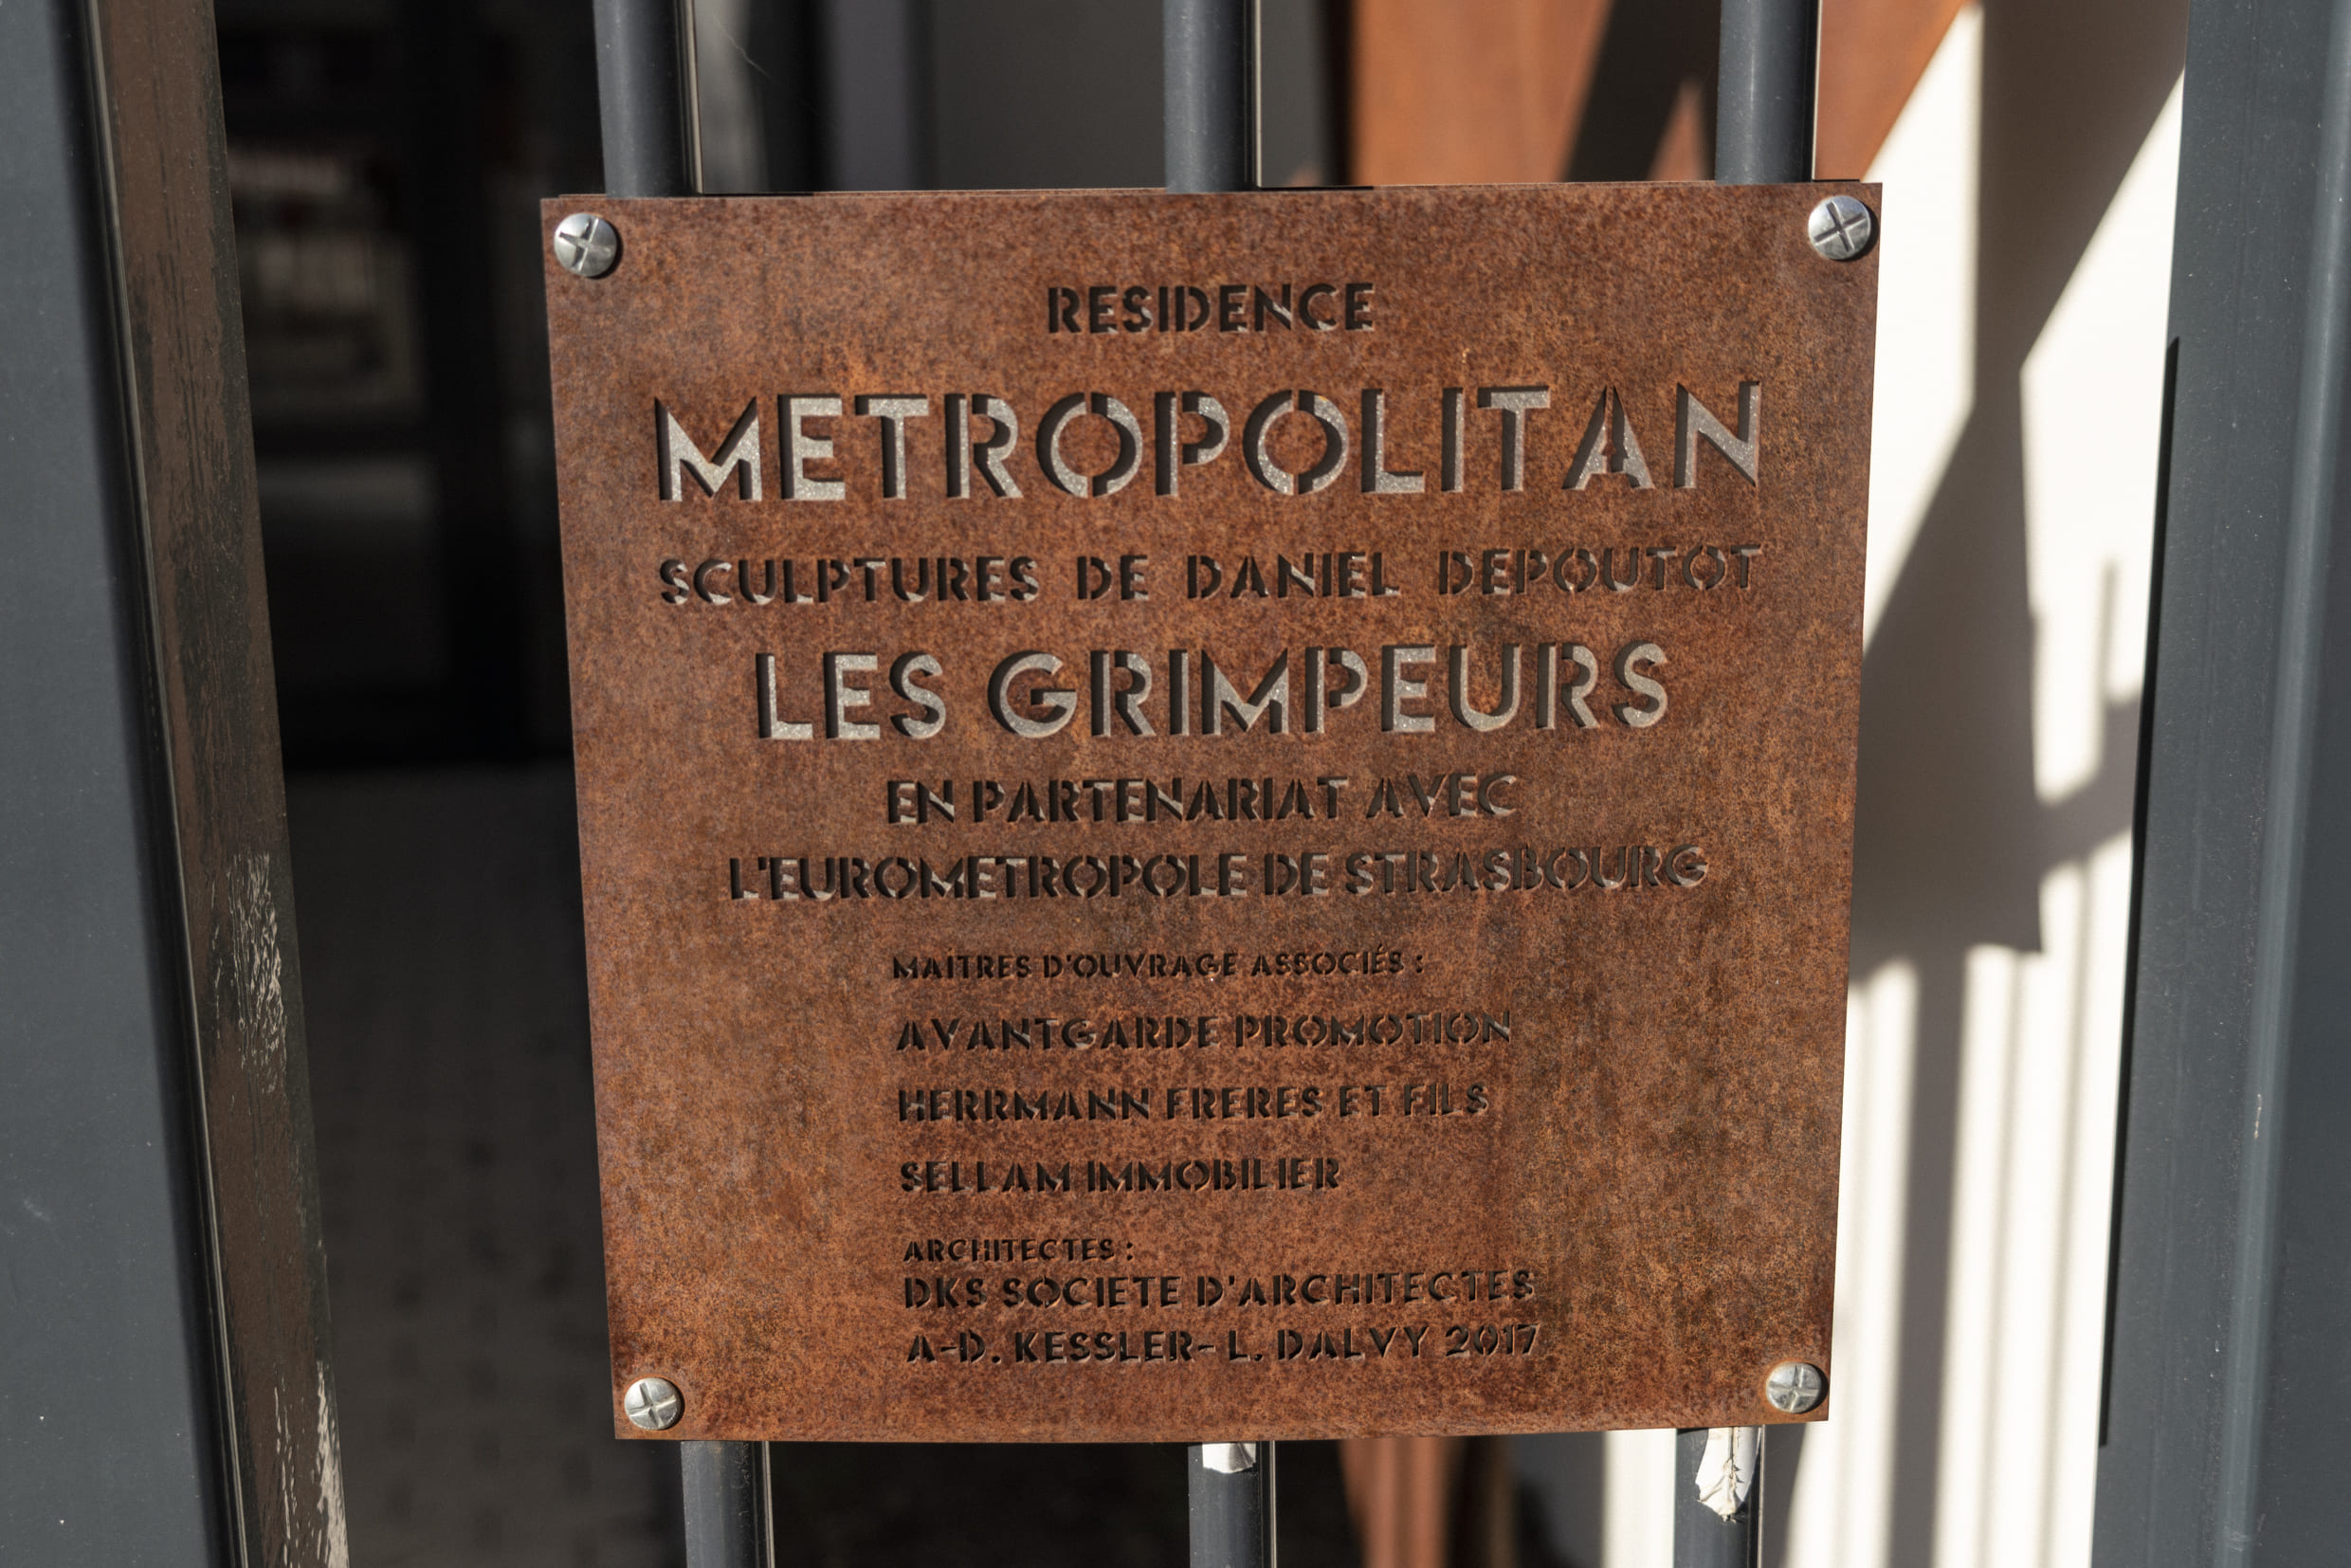 RESIDENCE
METROPOLITAN
SCULPTURES DE DANIEL DEPOUTOT
LES GRIMPEURS
EN PARTENARIAT AVEC
L'EUROMETROPOLE DE STRASBOURG
MAÎTRES D'OUVRAGE ASSOCIÉS :
AVANTGARDE PROMOTION
HERRMANN FRERES ET FILS
SELLAM IMMOBILIER
ARCHITECTES :
DKS SOCIETE D'ARCHITECTES
A-D. KESSLER- L. DALVY 2017